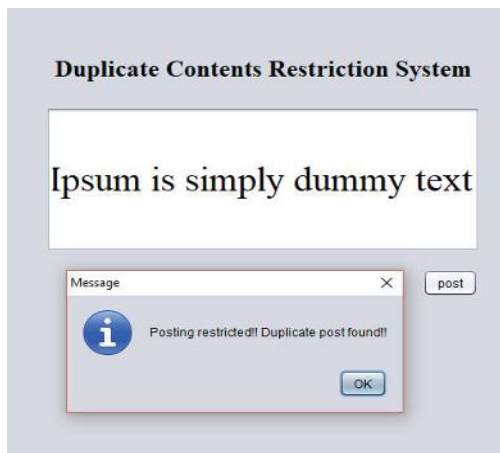 Duplicate Contents Restriction System
Ipsum is simply dummy text
Message
post
Posting restricted!! Duplicate post found!!
OK